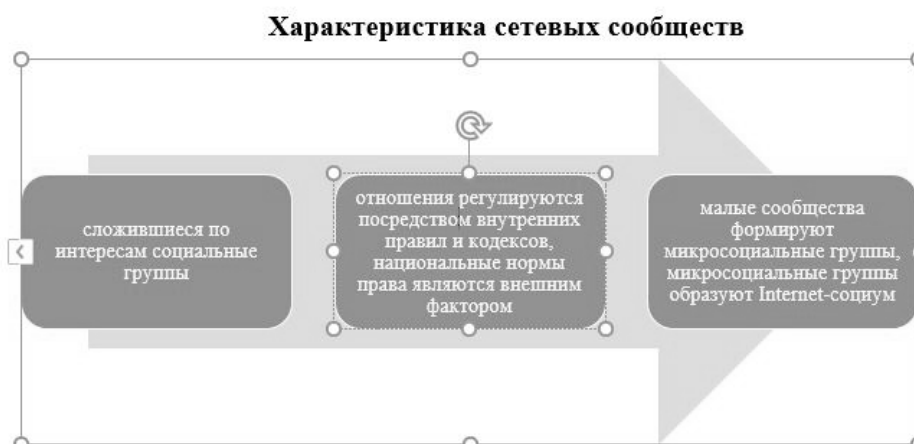 Характеристика сетевых сообществ
сложившиеся по
интересам социальные
группы
отношения регулируются
посредством внутренних
правил и кодексов,
национальные нормы
права являются внешним
фактором
малые сообщества
формируют
микросоциальные группы,
микросоциальные группы
образуют Internet-социум